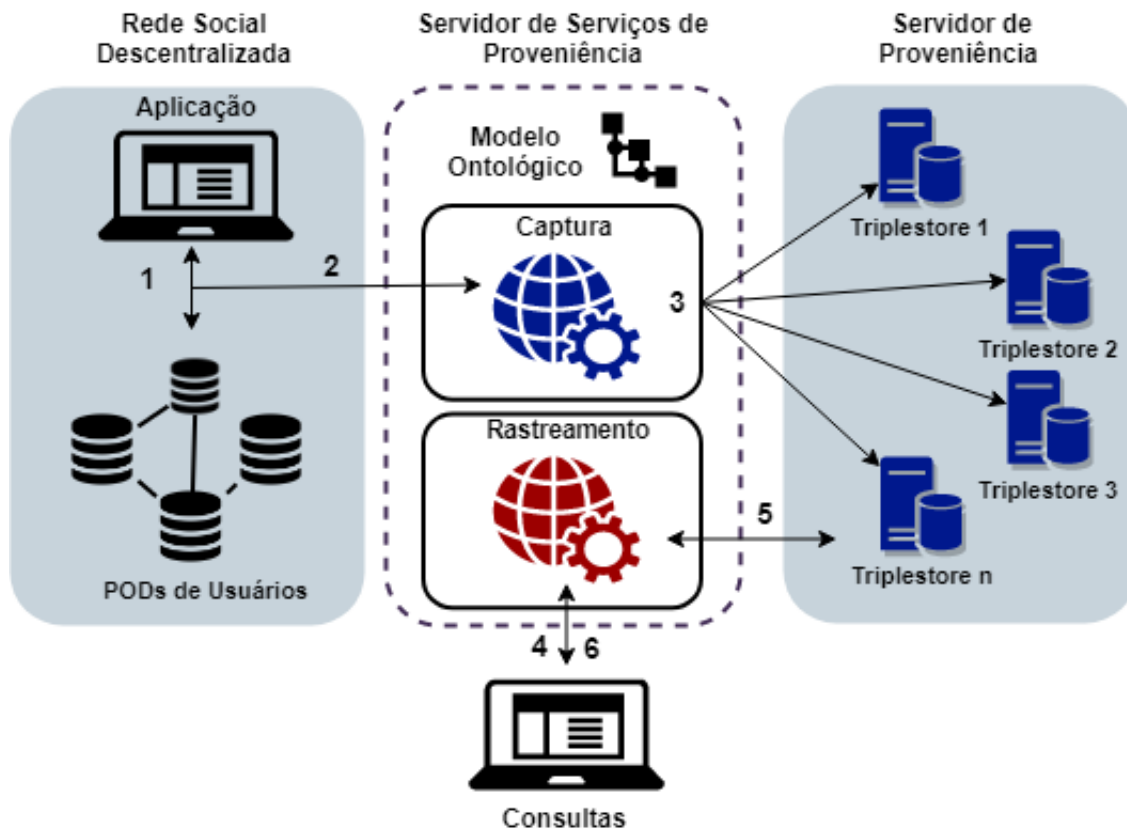 Rede Social
Descentralizada
Servidor de Serviços de
Proveniência
Servidor de
Proveniência
Aplicação
1
2
PODs de Usuários
Modelo
Ontológico
Captura
3
Rastreamento
5
4
6
Triplestore 1
Triplestore 2
Triplestore 3
Triplestore n
Consultas